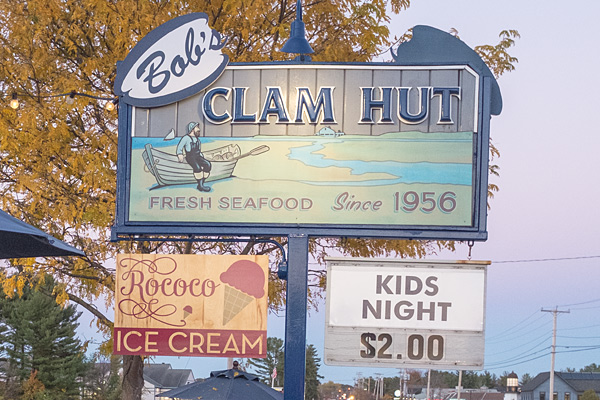 Bob's
CLAM HUT
FRESH SEAFOOD Since 1956
Rococo
ICE CREAM
KIDS
NIGHT
$2.00